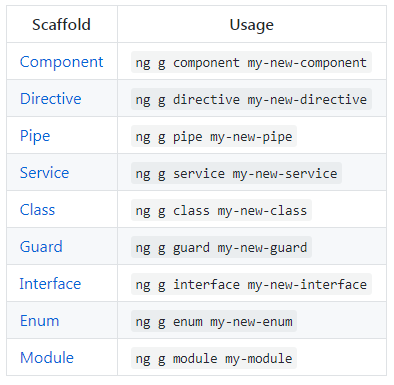 Scaffold Usage
Component ng g component my-new-component
Directive ng g directive my-new-directive
Pipe ng g pipe my-new-pipe
Service ng g service my-new-service
Class ng g class my-new-class
Guard ng g guard my-new-guard
Interface ng g interface my-new-interface
Enum ng g enum my-new-enum
Module ng g module my-module